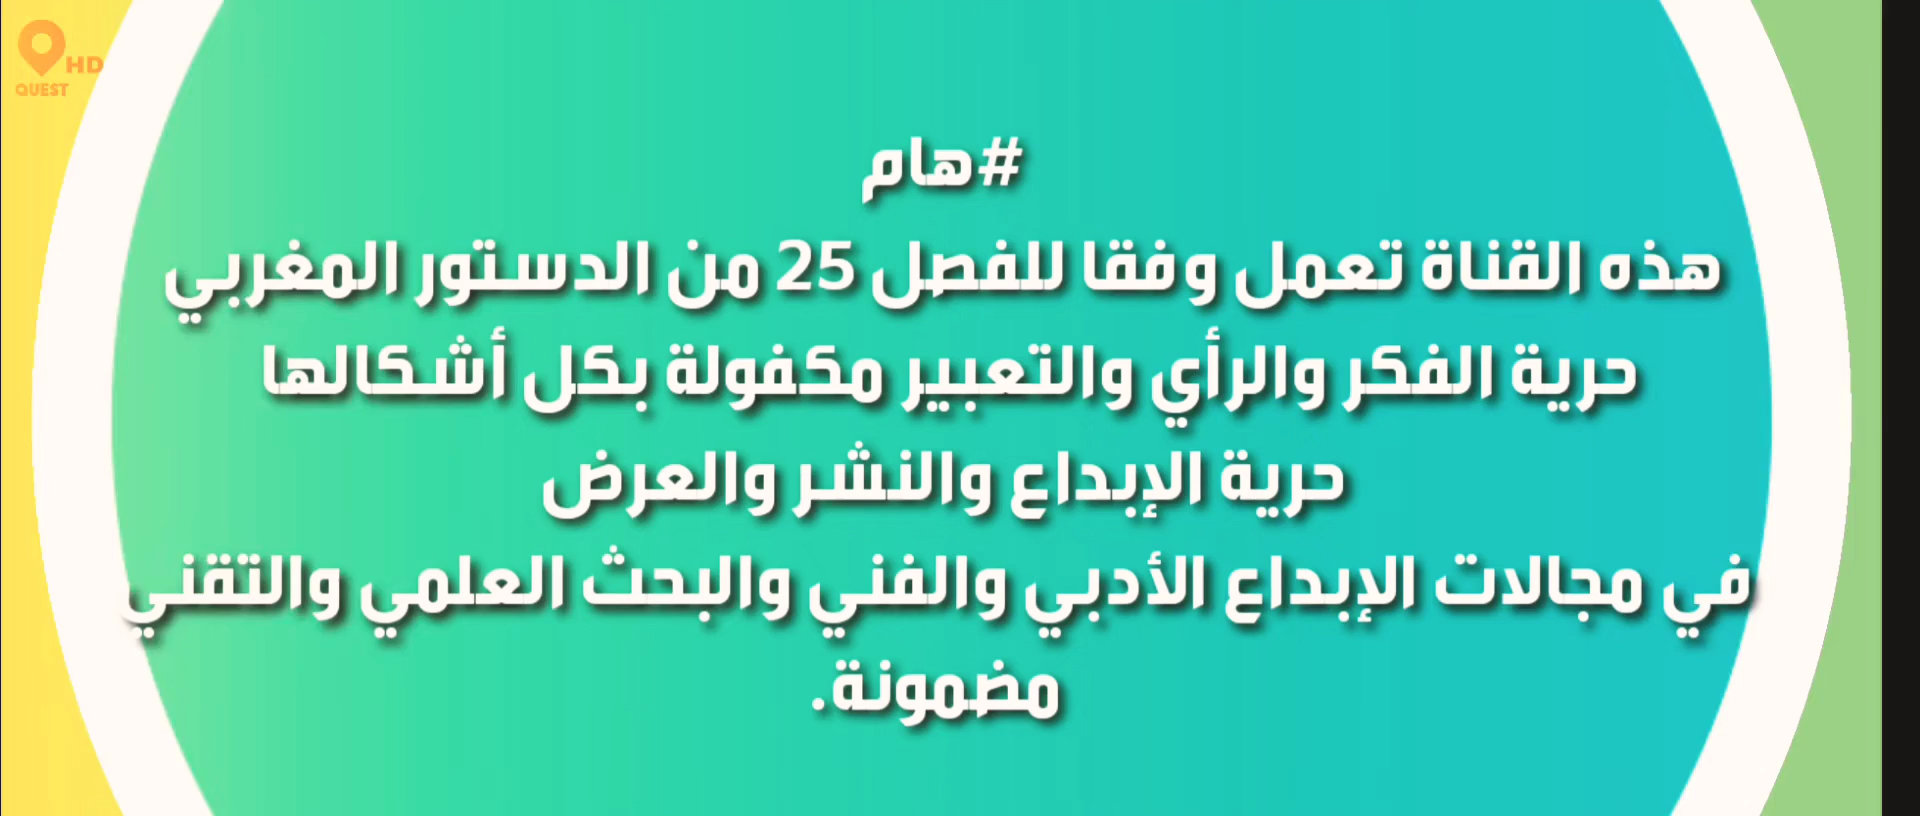 HD
QUEST
#هام
هذه القناة تعمل وفقا للفصل 25 من الدستور المغربي
حرية الفكر والرأي والتعبير مكفولة بكل أشكالها
حرية الإبداع والنشر والعرض
في مجالات الإبداع الأدبي والفني والبحث العلمي والتقني
مضمونة.